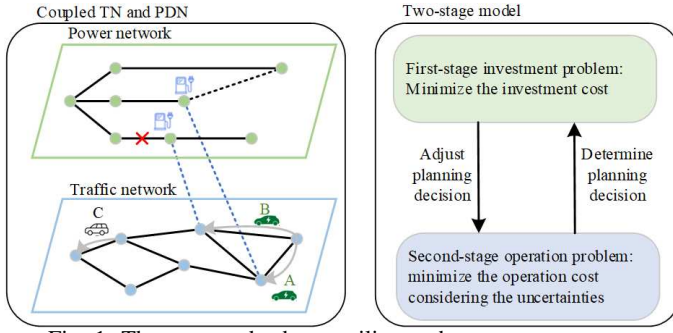 Coupled TN and PDN
Power network
Traffic network
C
B
A
Two-stage model
First-stage investment problem:
Minimize the investment cost
Adjust
planning
decision
Determine
planning
decision
Second-stage operation problem:
minimize the operation cost
considering the uncertainties